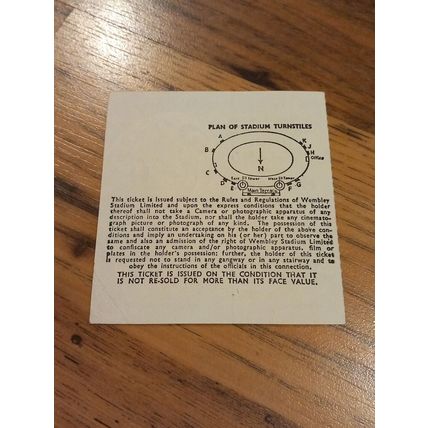 PLAN OF STADIUM TURNSTILES
A
K
B
J
H
Office
C
N
East Tower
West Tower
D
G
E
F
Main Terrace
This ticket is issued subject to the Rules and Regulations of Wembley
Stadium Limited and upon the express conditions that the holder
thereof shall not take a Camera or photographic apparatus of any
description into the Stadium, nor shall the holder take any cinemato-
graph picture or photograph of any kind. The possession of this
ticket shall constitute an acceptance by the holder of the above con-
ditions and imply an undertaking on his (or her) part to observe the
same and also an admission of the right of Wembley Stadium Limited
to confiscate any camera and/or photographic apparatus, film or
plates in the holder's possession: further, the holder of this ticket
is requested not to stand in any gangway or in any stairway and to
obey the instructions of the officials in this connection.
THIS TICKET IS ISSUED ON THE CONDITION THAT IT
IS NOT RE-SOLD FOR MORE THAN ITS FACE VALUE.